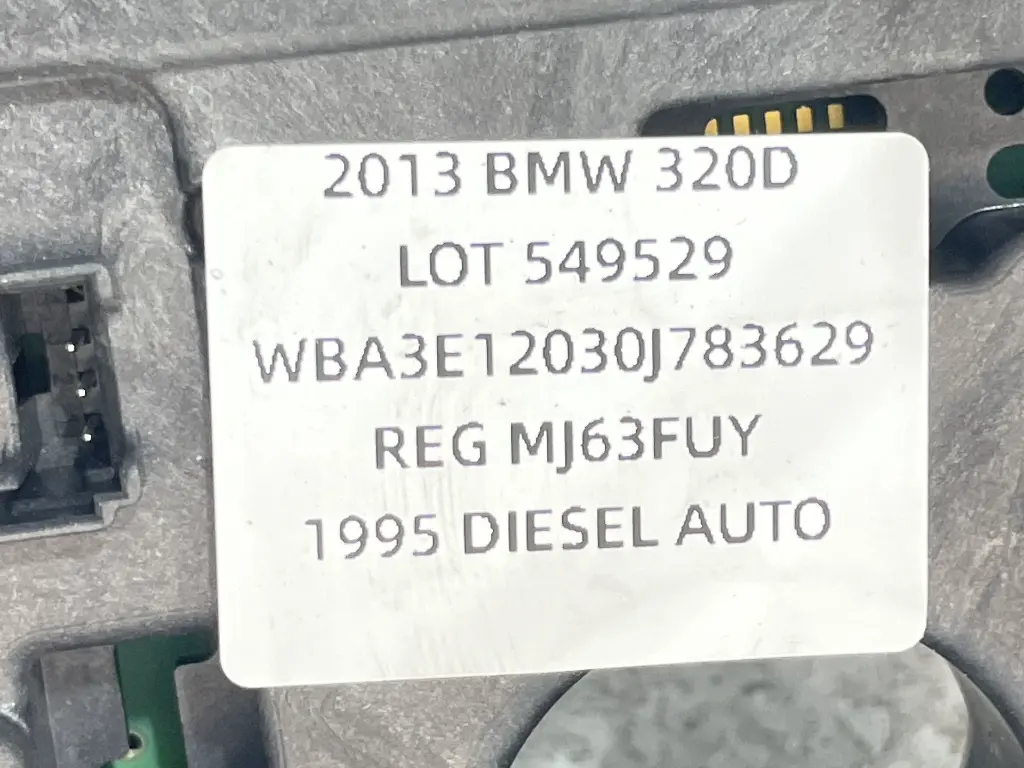 2013 BMW 320D
LOT 549529
WBA3E12030J783629
REG MJ63FUY
1995 DIESEL AUTO